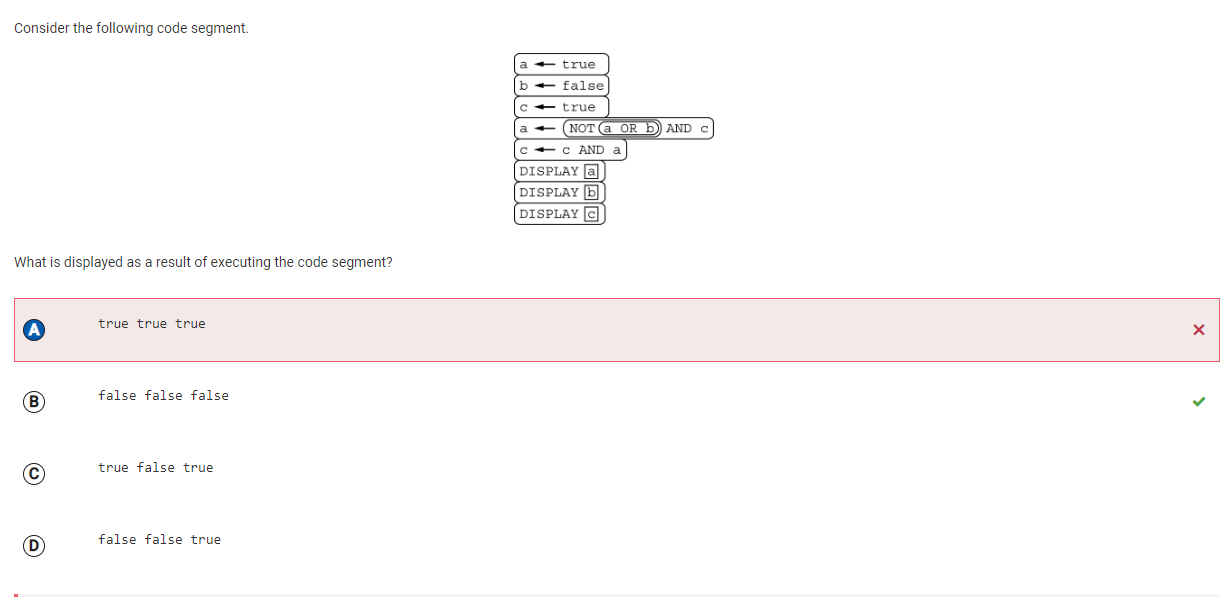 Consider the following code segment.
a ← true
b ← false
c ← true
a ← NOT a OR b AND c
c ← c AND a
DISPLAY a
DISPLAY b
DISPLAY c
What is displayed as a result of executing the code segment?
A true true true
B false false false
C true false true
D false false true